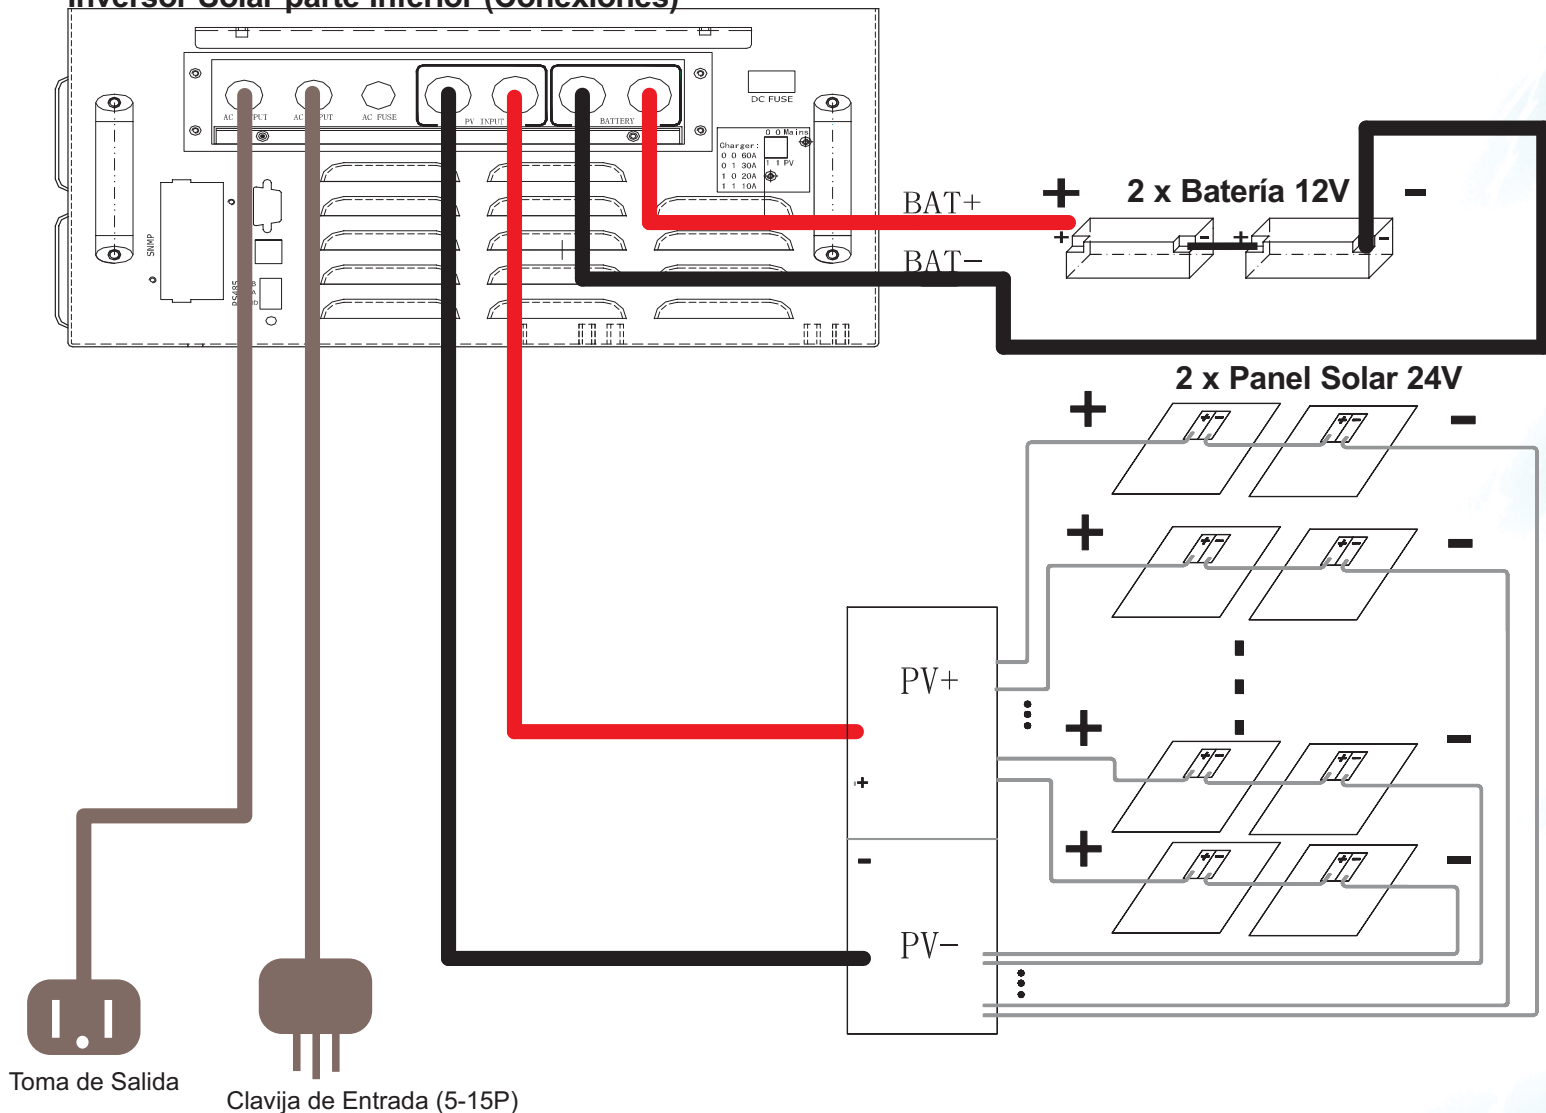 Inversor Solar parte inferior (Conexiones)
DC FUSE
AC PUT
AC PUT
AC FUSE
PV INPUT
BATTERY
0 0 Mains
Charger:
0 0 60A
0 1 30A
1 0 20A
1 1 10A
1 1 PV
SNMP
RS485
B
A
BAT+
BAT-
+ 2 x Batería 12V -
+ - + -
2 x Panel Solar 24V
+ -
+ - + -
+ -
+ - + -
PV+
+ -
+ - + -
+
+ -
+ - + -
-
PV-
Toma de Salida
Clavija de Entrada (5-15P)